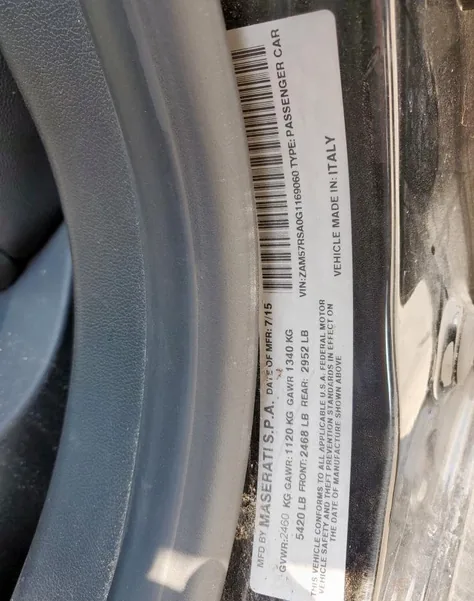 MFD BY MASERATI S.P.A. DATE OF MFR: 7/15
GVWR:2460 KG GAWR: 1120 KG GAWR 1340 KG
5420 LB FRONT: 2468 LB REAR: 2952 LB
THIS VEHICLE CONFORMS TO ALL APPLICABLE U.S.A. FEDERAL MOTOR
VEHICLE SAFETY AND THEFT PREVENTION STANDARDS IN EFFECT ON
THE DATE OF MANUFACTURE SHOWN ABOVE
VIN:ZAM57RSA0G1169060 TYPE: PASSENGER CAR
VEHICLE MADE IN: ITALY